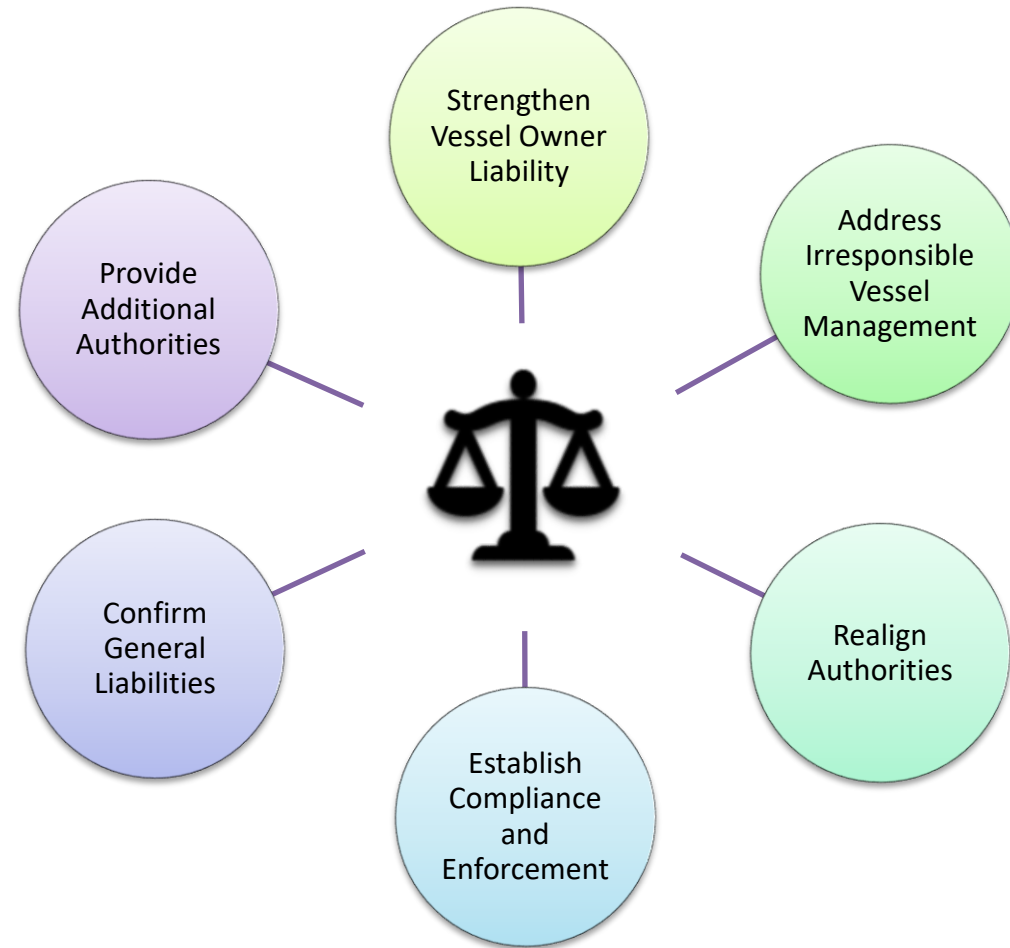 Strengthen
Vessel Owner
Liability
Address
Irresponsible
Vessel
Management
Realign
Authorities
Establish
Compliance
and
Enforcement
Confirm
General
Liabilities
Provide
Additional
Authorities